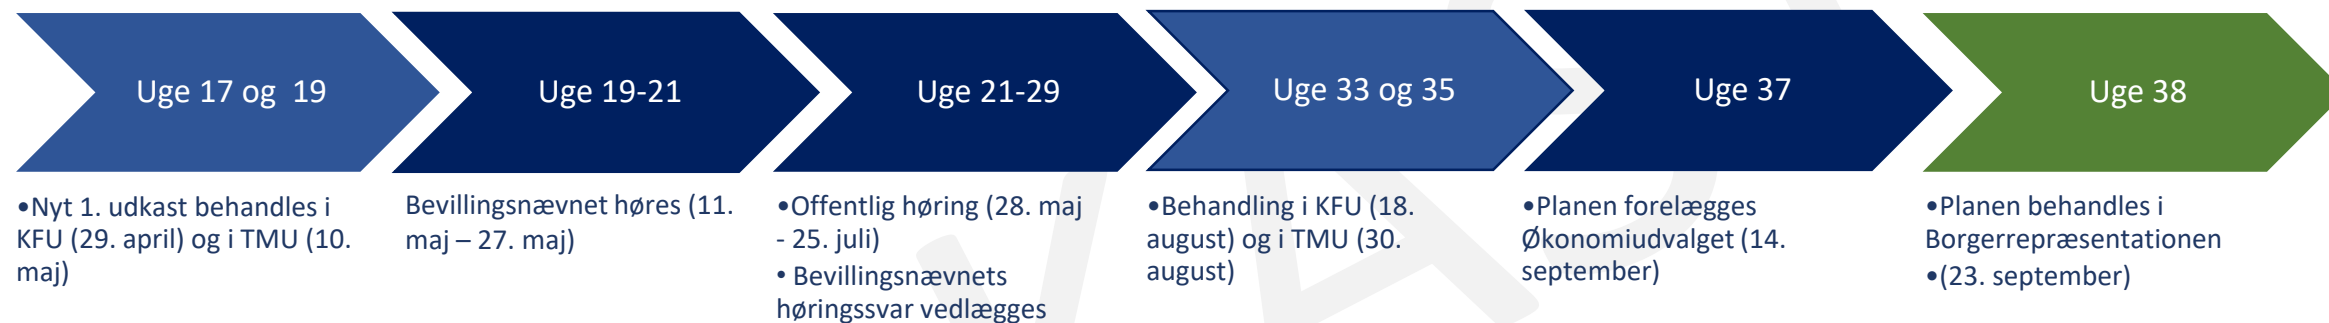 Uge 17 og  19
•Nyt 1. udkast behandles i
KFU (29. april) og i TMU (10.
maj)
Uge 19-21
Bevillingsnævnet høres (11.
maj – 27. maj)
Uge 21-29
•Offentlig høring (28. maj
- 25. juli)
• Bevillingsnævnets
høringssvar vedlægges
Uge 33 og 35
•Behandling i KFU (18.
august) og i TMU (30.
august)
Uge 37
•Planen forelægges
Økonomiudvalget (14.
september)
Uge 38
•Planen behandles i
Borgerrepræsentationen
•(23. september)